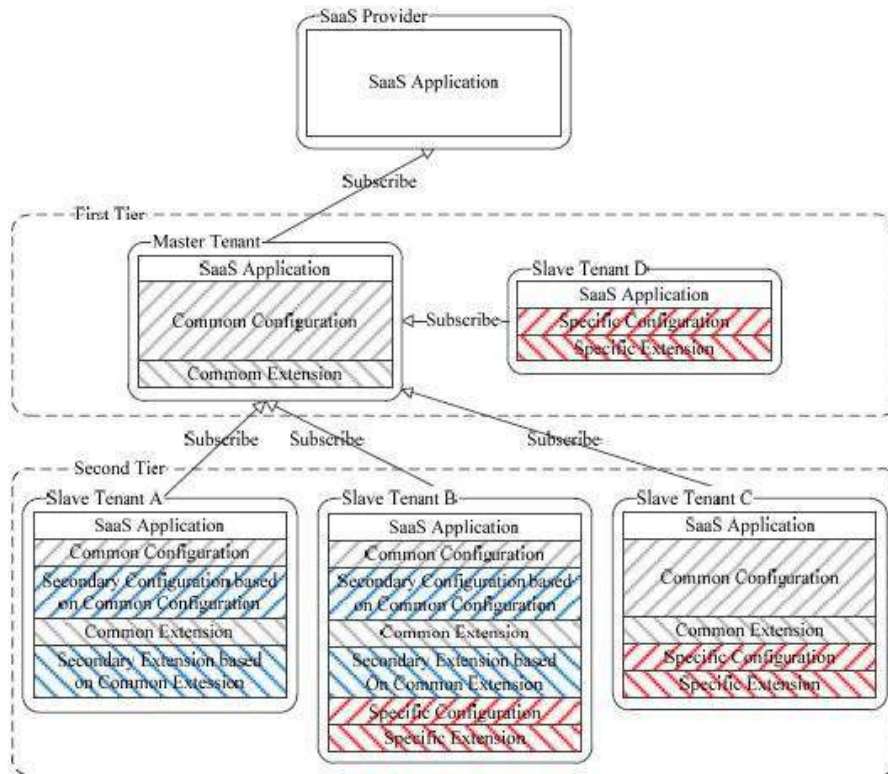 SaaS Provider
SaaS Application
Subscribe
First Tier
Master Tenant
SaaS Application
Commom Configuration
Commom Extension
Subscribe
Slave Tenant D
SaaS Application
Specific Configuration
Specific Extension
Subscribe
Subscribe
Subscribe
Second Tier
Slave Tenant A
SaaS Application
Common Configuration
Secondary Configuration based
on Common Configuration
Common Extension
Secondary Extension based
on Common Extession
Slave Tenant B
SaaS Application
Common Configuration
Secondary Configuration based
on Common Configuration
Common Extension
Secondary Extension based
On Common Extension
Specific Configuration
Specific Extension
Slave Tenant C
SaaS Application
Common Configuration
Common Extension
Specific Configuration
Specific Extension